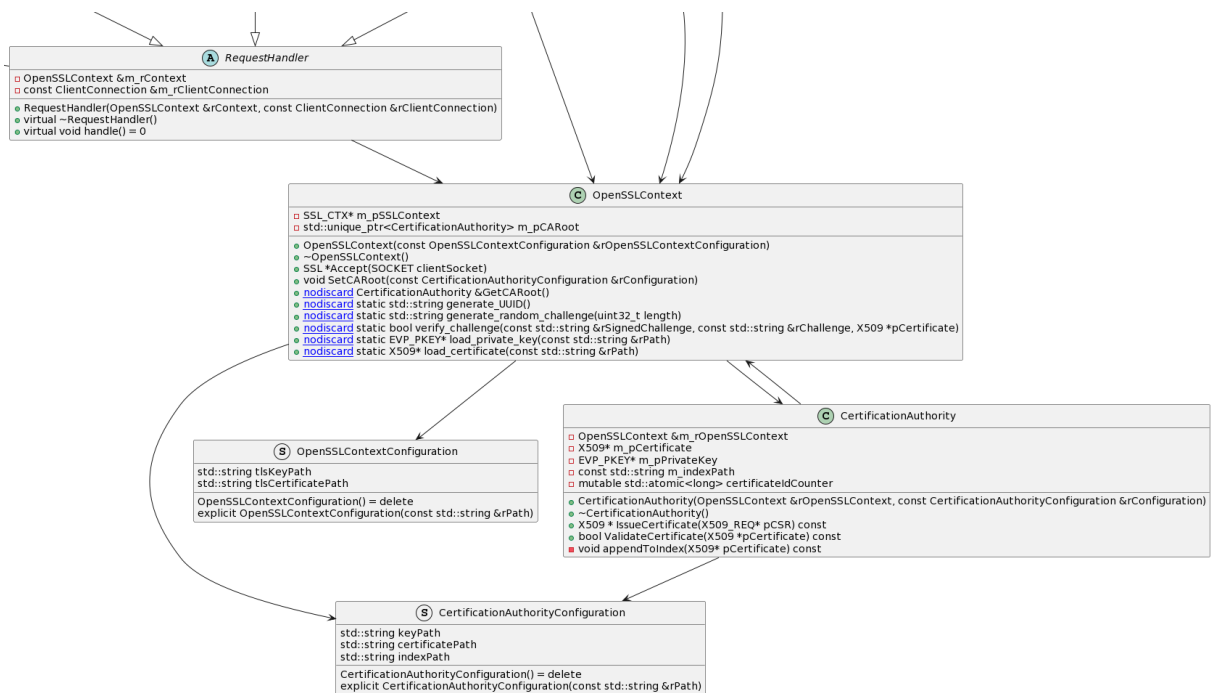 A RequestHandler
OpenSSLContext &m_rContext
const ClientConnection &m_rClientConnection
RequestHandler(OpenSSLContext &rContext, const ClientConnection &rClientConnection)
virtual ~RequestHandler()
virtual void handle() = 0
C OpenSSLContext
SSL_CTX* m_pSSLContext
std::unique_ptr<CertificationAuthority> m_pCARoot
OpenSSLContext(const OpenSSLContextConfiguration &rOpenSSLContextConfiguration)
~OpenSSLContext()
SSL *Accept(SOCKET clientSocket)
void SetCARoot(const CertificationAuthorityConfiguration &rConfiguration)
nodiscard CertificationAuthority &GetCARoot()
nodiscard static std::string generate_UUID()
nodiscard static std::string generate_random_challenge(uint32_t length)
nodiscard static bool verify_challenge(const std::string &rSignedChallenge, const std::string &rChallenge, X509 *pCertificate)
nodiscard static EVP_PKEY* load_private_key(const std::string &rPath)
nodiscard static X509* load_certificate(const std::string &rPath)
S OpenSSLContextConfiguration
std::string tlsKeyPath
std::string tlsCertificatePath
OpenSSLContextConfiguration() = delete
explicit OpenSSLContextConfiguration(const std::string &rPath)
C CertificationAuthority
OpenSSLContext &m_rOpenSSLContext
X509* m_pCertificate
EVP_PKEY* m_pPrivateKey
const std::string m_indexPath
mutable std::atomic<long> certificateIdCounter
CertificationAuthority(OpenSSLContext &rOpenSSLContext, const CertificationAuthorityConfiguration &rConfiguration)
~CertificationAuthority()
X509 * IssueCertificate(X509_REQ* pCSR) const
bool ValidateCertificate(X509 *pCertificate) const
void appendToIndex(X509* pCertificate) const
S CertificationAuthorityConfiguration
std::string keyPath
std::string certificatePath
std::string indexPath
CertificationAuthorityConfiguration() = delete
explicit CertificationAuthorityConfiguration(const std::string &rPath)